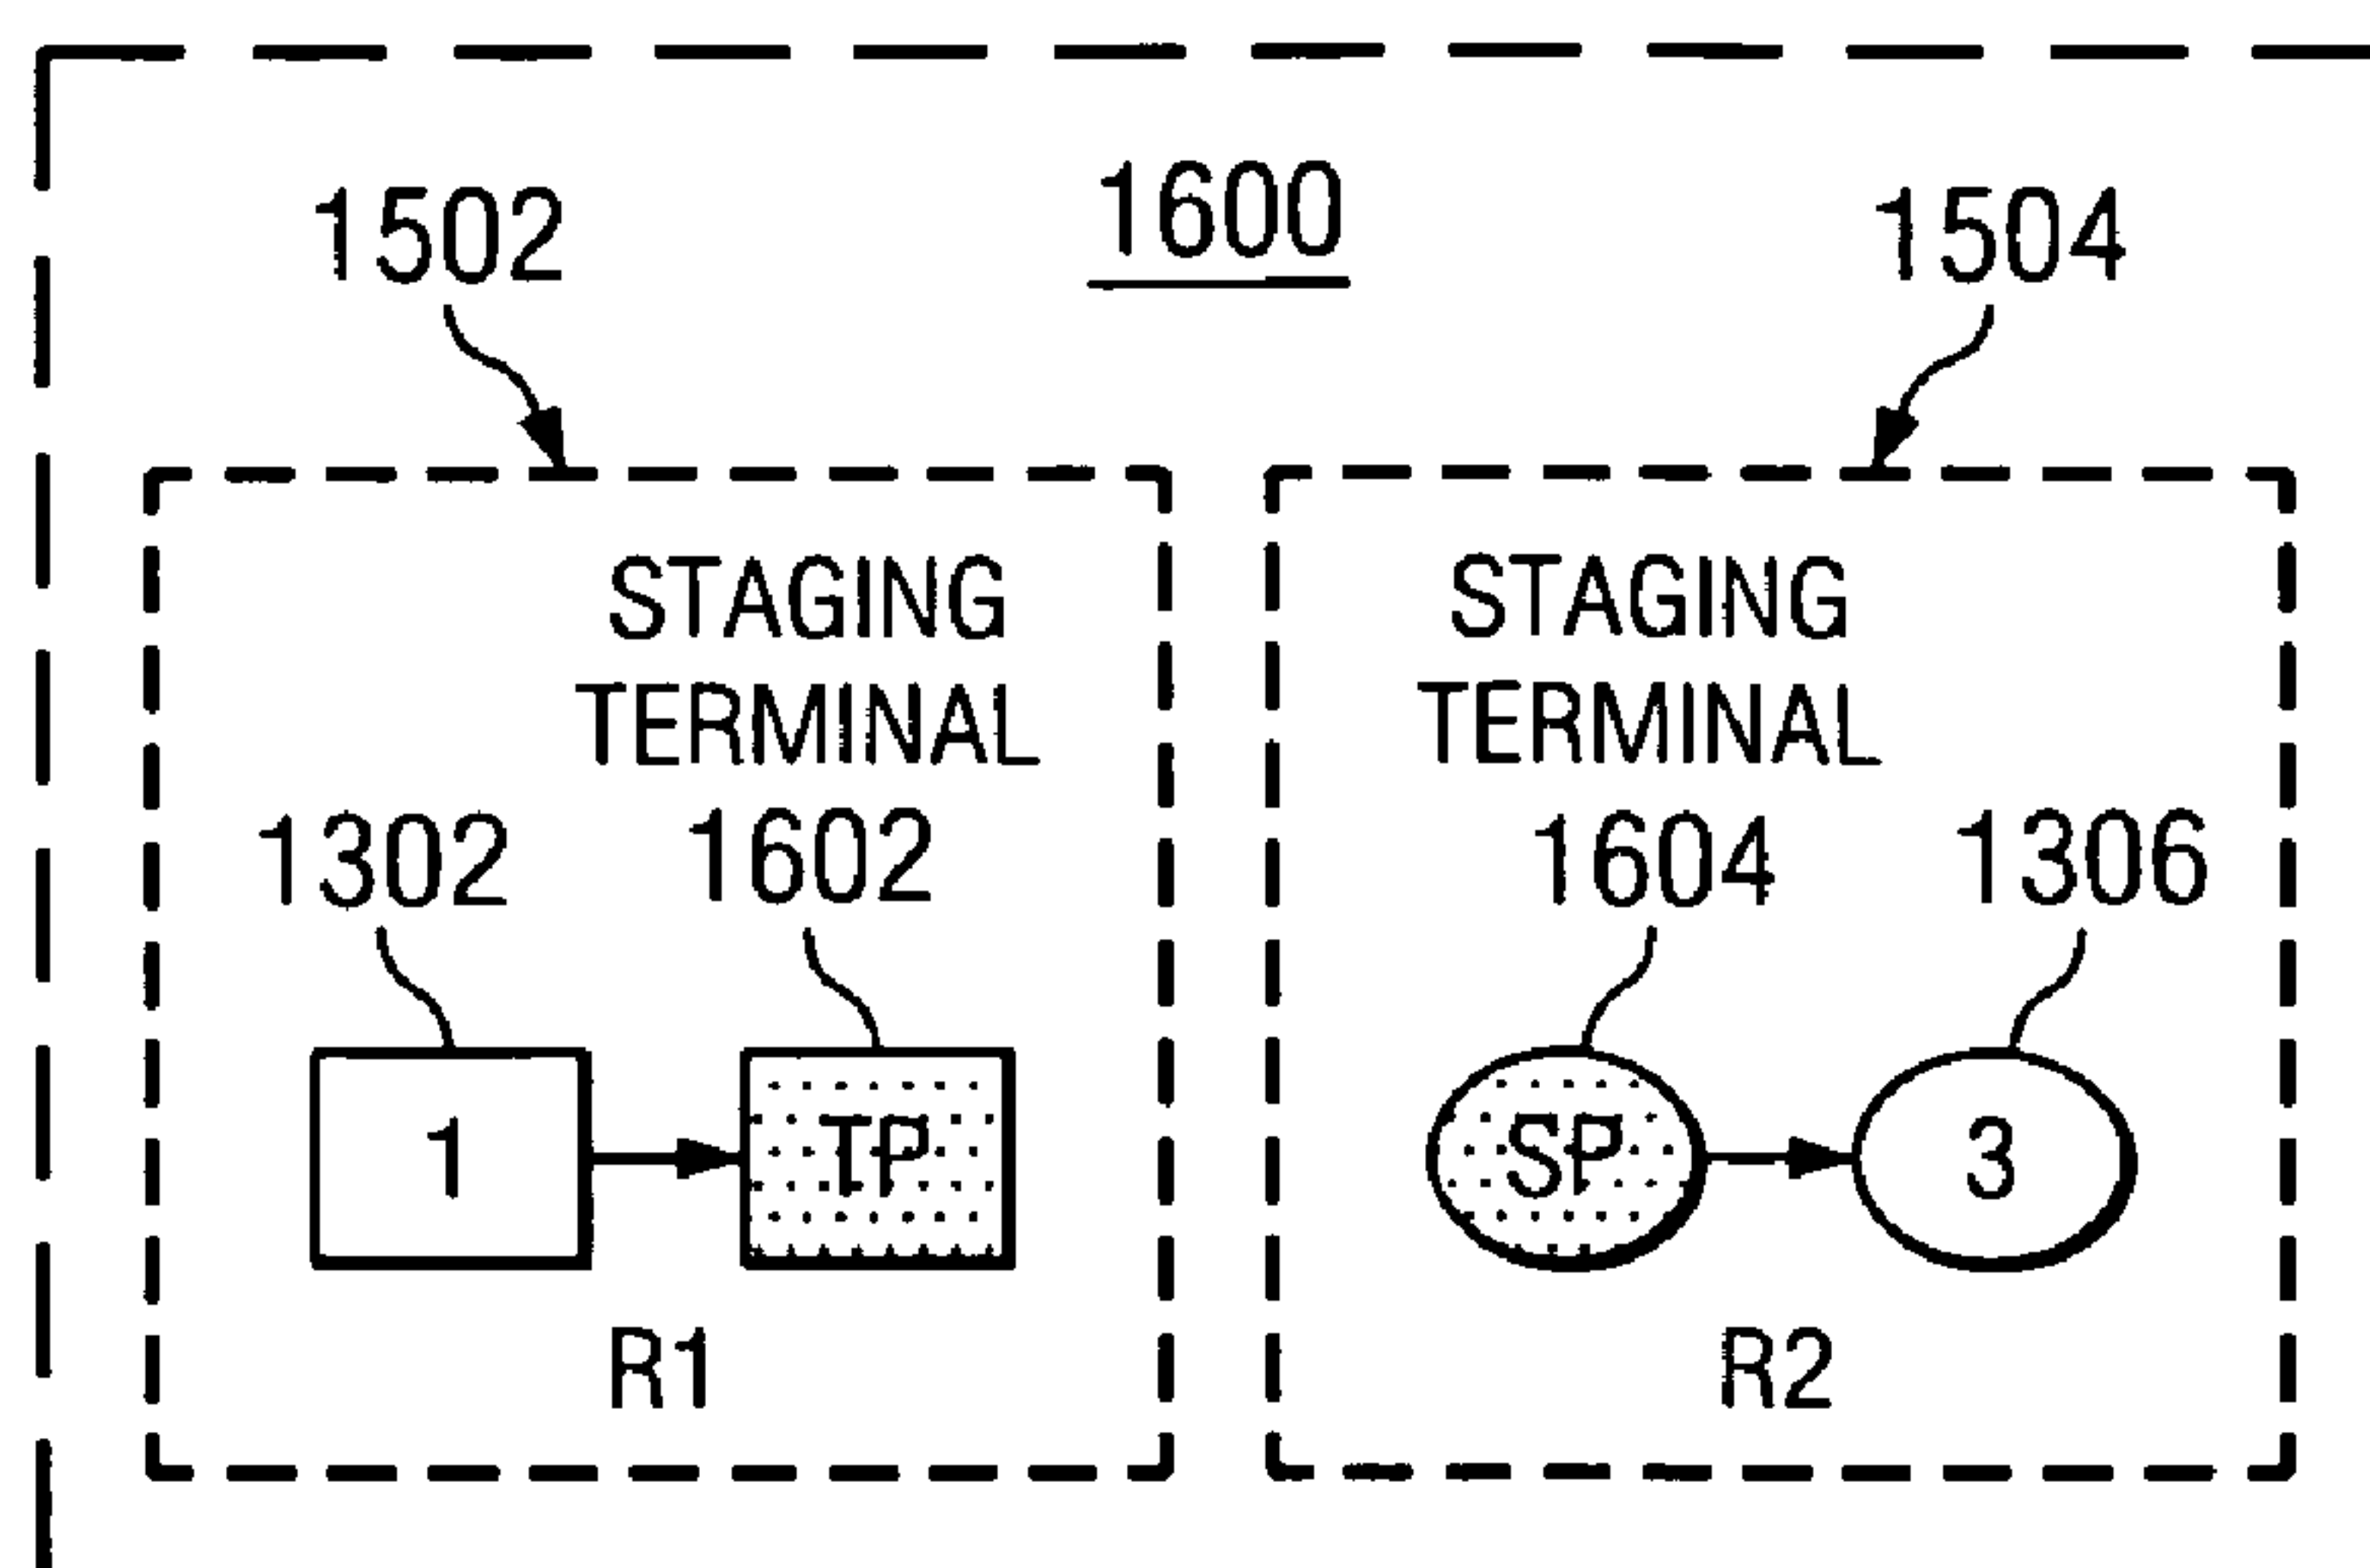 1600
1502
1504
STAGING
TERMINAL
1302
1602
1
TP
R1
STAGING
TERMINAL
1604
1306
SP
3
R2